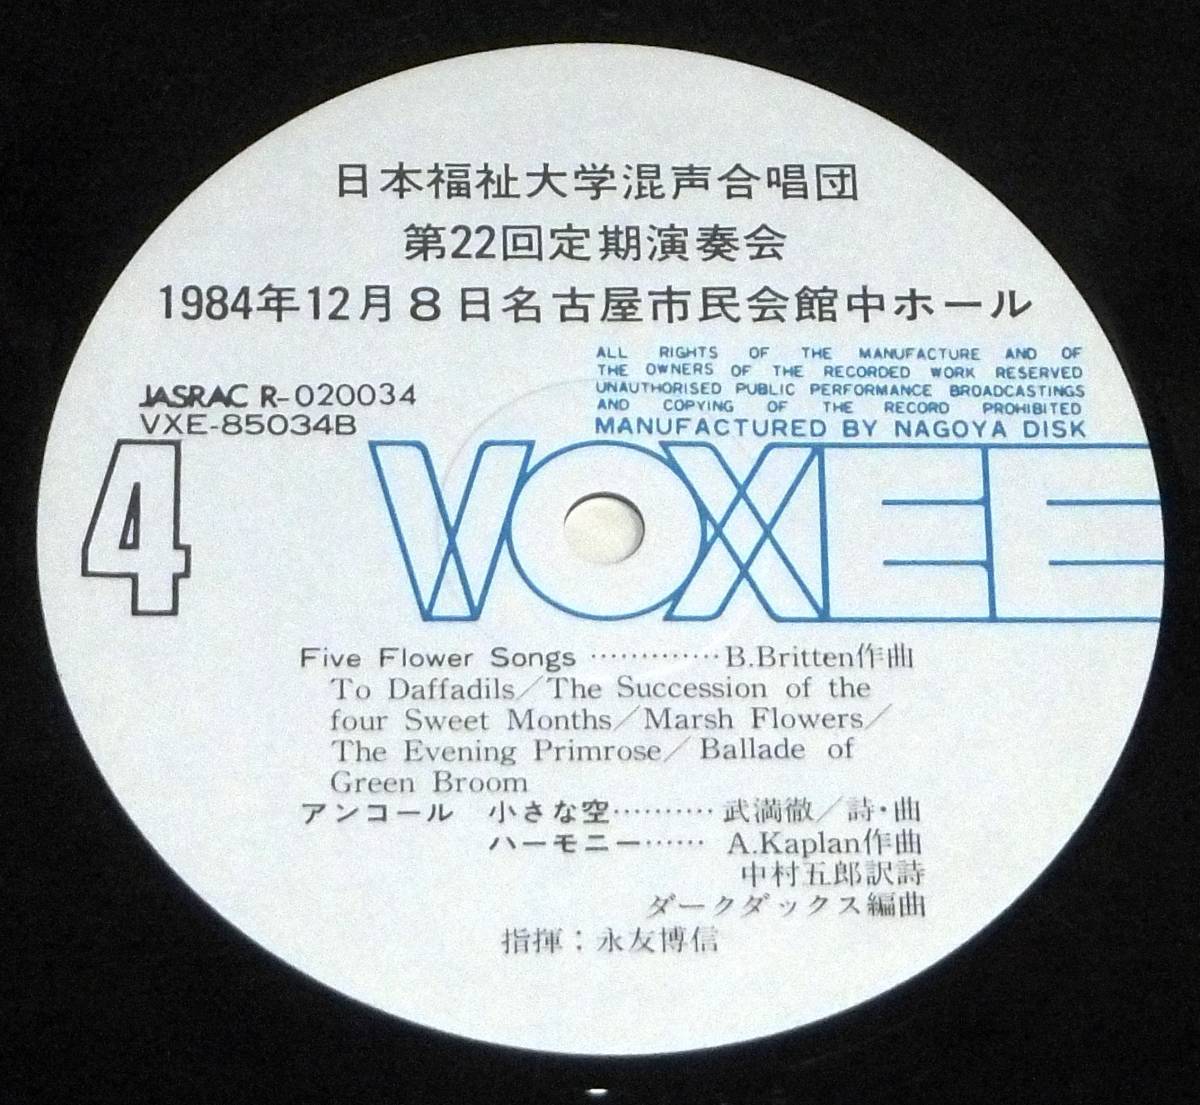 日本福祉大学混声合唱団
第22回定期演奏会
1984年12月8日名古屋市民会館中ホール
ALL RIGHTS OF THE MANUFACTURE AND OF
THE OWNERS OF THE RECORDED WORK RESERVED
UNAUTHORISED PUBLIC PERFORMANCE BROADCASTINGS
AND COPYING OF THE RECORD PROHIBITED
MANUFACTURED BY NAGOYA DISK
JASRAC R-020034
VXE-85034B
4
VOXEE
Five Flower Songs ·············B.Britten作曲
To Daffadils／The Succession of the
four Sweet Months／Marsh Flowers／
The Evening Primrose／Ballade of
Green Broom
アンコール 小さな空··········武満徹／詩・曲
ハーモニー······ A.Kaplan作曲
中村五郎訳詩
ダークダックス編曲
指揮：永友博信